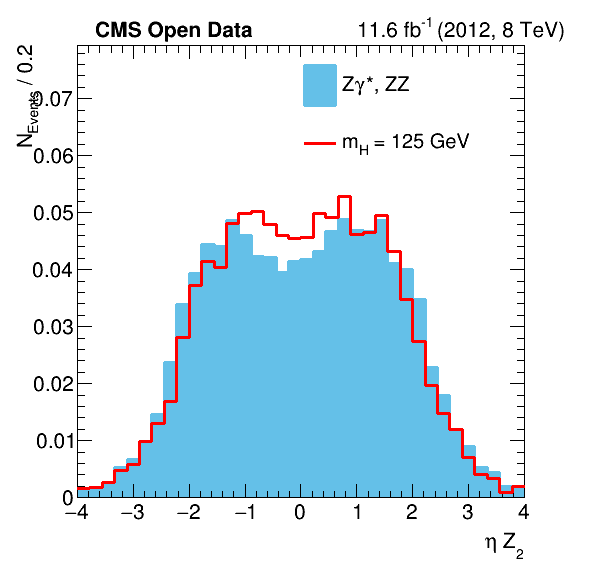 CMS Open Data 11.6 fb⁻¹ (2012, 8 TeV)
N_Events / 0.2
Zγ*, ZZ
m_H = 125 GeV
0.07
0.06
0.05
0.04
0.03
0.02
0.01
0
−4 −3 −2 −1 0 1 2 3 4
η Z₂